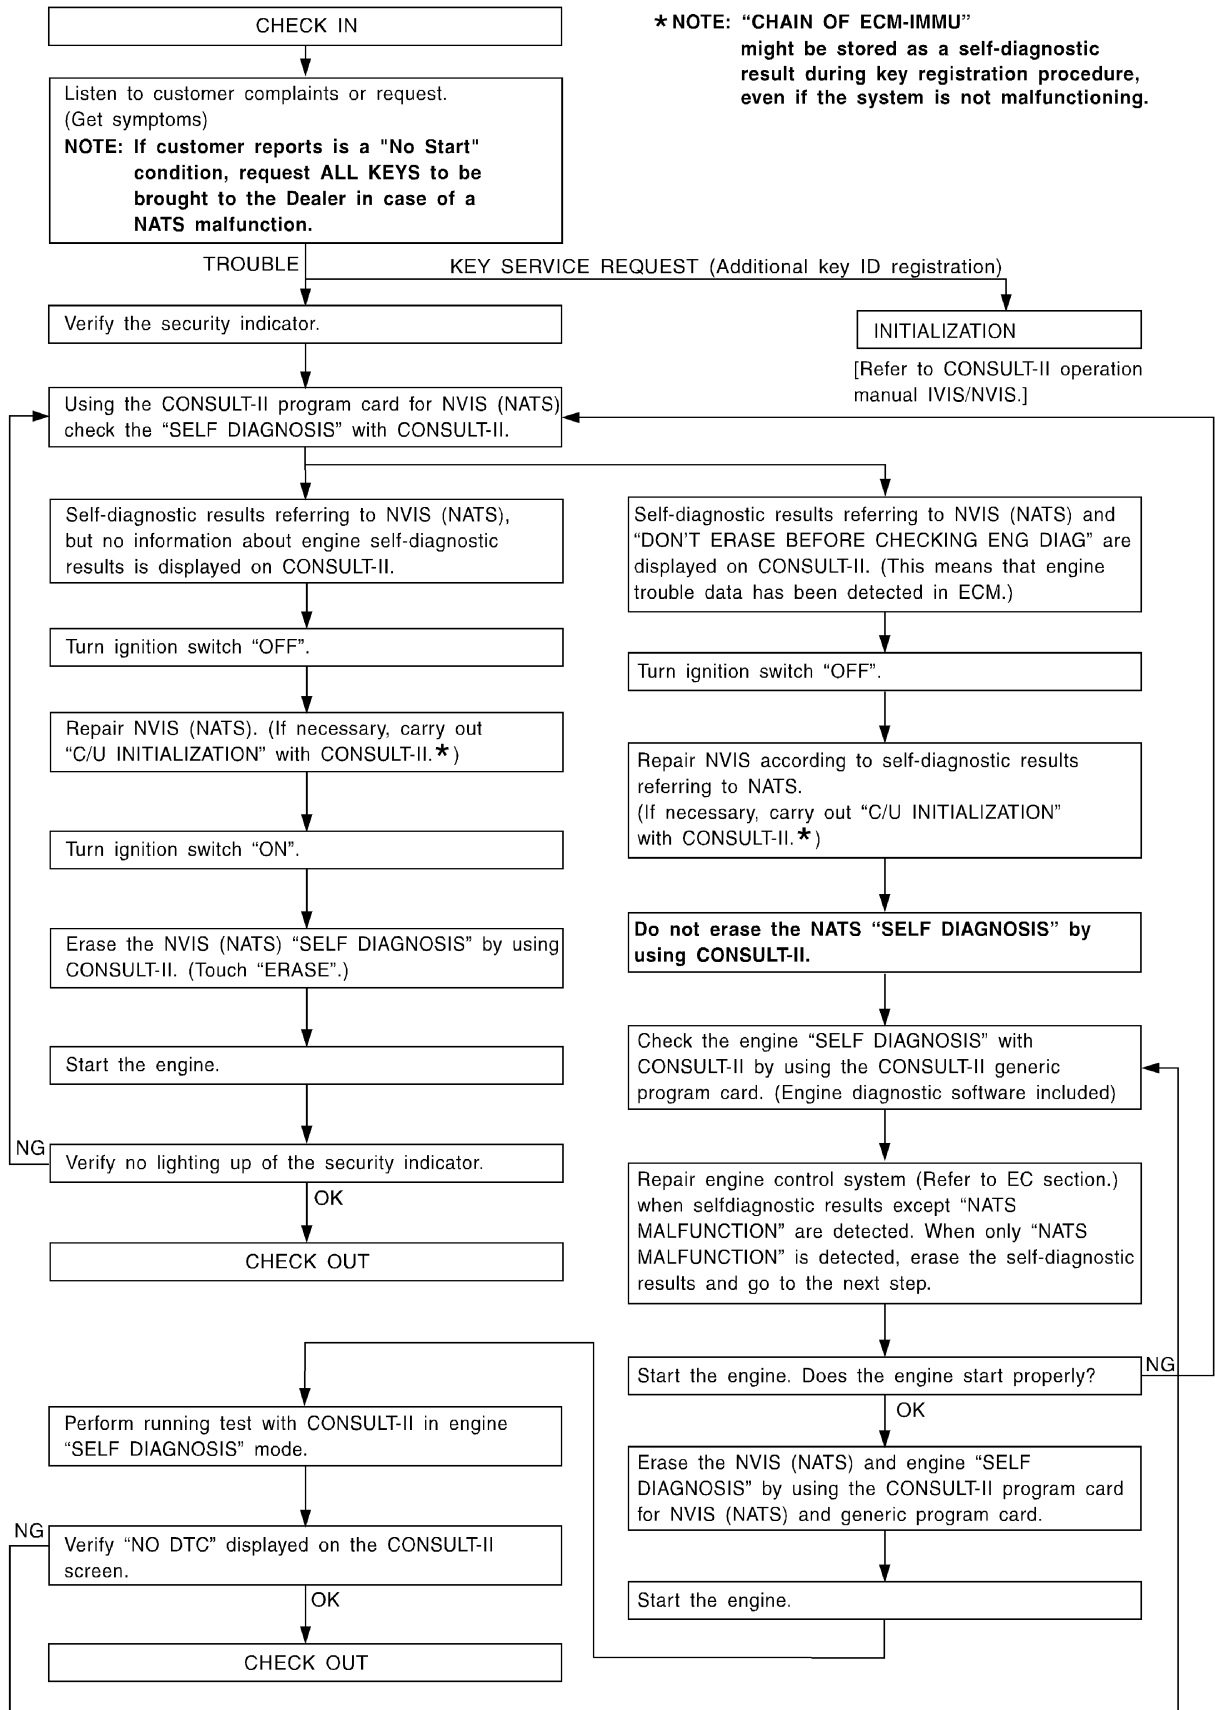 CHECK IN
* NOTE: “CHAIN OF ECM-IMMU”
might be stored as a self-diagnostic
result during key registration procedure,
even if the system is not malfunctioning.
Listen to customer complaints or request.
(Get symptoms)
NOTE: If customer reports is a "No Start"
condition, request ALL KEYS to be
brought to the Dealer in case of a
NATS malfunction.
TROUBLE
KEY SERVICE REQUEST (Additional key ID registration)
Verify the security indicator.
INITIALIZATION
[Refer to CONSULT-II operation
manual IVIS/NVIS.]
Using the CONSULT-II program card for NVIS (NATS)
check the “SELF DIAGNOSIS” with CONSULT-II.
Self-diagnostic results referring to NVIS (NATS),
but no information about engine self-diagnostic
results is displayed on CONSULT-II.
Turn ignition switch “OFF”.
Repair NVIS (NATS). (If necessary, carry out
“C/U INITIALIZATION” with CONSULT-II.*)
Turn ignition switch “ON”.
Erase the NVIS (NATS) “SELF DIAGNOSIS” by using
CONSULT-II. (Touch “ERASE”.)
Start the engine.
NG
Verify no lighting up of the security indicator.
OK
CHECK OUT
Self-diagnostic results referring to NVIS (NATS) and
“DON’T ERASE BEFORE CHECKING ENG DIAG” are
displayed on CONSULT-II. (This means that engine
trouble data has been detected in ECM.)
Turn ignition switch “OFF”.
Repair NVIS according to self-diagnostic results
referring to NATS.
(If necessary, carry out “C/U INITIALIZATION”
with CONSULT-II.*)
Do not erase the NATS “SELF DIAGNOSIS” by
using CONSULT-II.
Check the engine “SELF DIAGNOSIS” with
CONSULT-II by using the CONSULT-II generic
program card. (Engine diagnostic software included)
Repair engine control system (Refer to EC section.)
when selfdiagnostic results except “NATS
MALFUNCTION” are detected. When only “NATS
MALFUNCTION” is detected, erase the self-diagnostic
results and go to the next step.
Start the engine. Does the engine start properly?
NG
OK
Erase the NVIS (NATS) and engine “SELF
DIAGNOSIS” by using the CONSULT-II program card
for NVIS (NATS) and generic program card.
Start the engine.
Perform running test with CONSULT-II in engine
“SELF DIAGNOSIS” mode.
NG
Verify “NO DTC” displayed on the CONSULT-II
screen.
OK
CHECK OUT